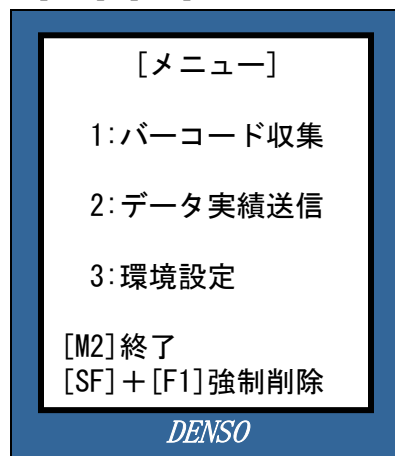 [メニュー]
1:バーコード収集
2:データ実績送信
3:環境設定
[M2]終了
[SF]＋[F1]強制削除
DENSO